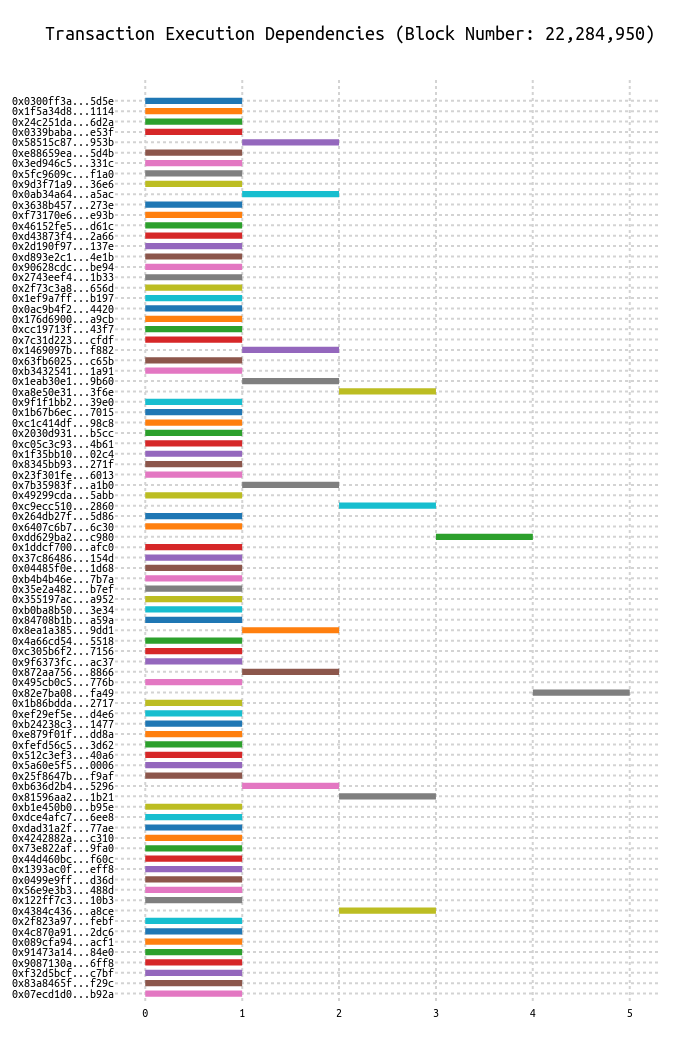 Transaction Execution Dependencies (Block Number: 22,284,950)
0x0300ff3a...5d5e
0x1f5a34d8...1114
0x24c251da...6d2a
0x0339baba...e53f
0x58515c87...953b
0xe88659ea...5d4b
0x3ed946c5...331c
0x5fc9609c...f1a0
0x9d3f71a9...36e6
0x0ab34a64...a5ac
0x3638b457...273e
0xf73170e6...e93b
0x46152fe5...d61c
0xd43873f4...2a66
0x2d190f97...137e
0xd893e2c1...4e1b
0x90628cdc...be94
0x2743eef4...1b33
0x2f73c3a8...656d
0x1ef9a7ff...b197
0x0ac9b4f2...4420
0x176d6900...a9cb
0xcc19713f...43f7
0x7c31d223...cfdf
0x1469097b...f882
0x63fb6025...c65b
0xb3432541...1a91
0x1eab30e1...9b60
0xa8e50e31...3f6e
0x9f1f1bb2...39e0
0x1b67b6ec...7015
0xc1c414df...98c8
0x2030d931...b5cc
0xc05c3c93...4b61
0x1f35bb10...02c4
0x8345bb93...271f
0x23f301fe...6013
0x7b35983f...a1b0
0x49299cda...5abb
0xc9ecc510...2860
0x264db27f...5d86
0x6407c6b7...6c30
0xdd629ba2...c980
0x1ddcf700...afc0
0x37c86486...154d
0x04485f0e...1d68
0xb4b4b46e...7b7a
0x35e2a482...b7ef
0x355197ac...a952
0xb0ba8b50...3e34
0x84708b1b...a59a
0x8ea1a385...9dd1
0x4a66cd54...5518
0xc305b6f2...7156
0x9f6373fc...ac37
0x872aa756...8866
0x495cb0c5...776b
0x82e7ba08...fa49
0x1b86bdda...2717
0xef29ef5e...d4e6
0xb24238c3...1477
0xe879f01f...dd8a
0xfefd56c5...3d62
0x512c3ef3...40a6
0x5a60e5f5...0006
0x25f8647b...f9af
0xb636d2b4...5296
0x81596aa2...1b21
0xb1e450b0...b95e
0xdce4afc7...6ee8
0xdad31a2f...77ae
0x4242882a...c310
0x73e822af...9fa0
0x44d460bc...f60c
0x1393ac0f...eff8
0x0499e9ff...d36d
0x56e9e3b3...488d
0x122ff7c3...10b3
0x4384c436...a8ce
0x2f823a97...febf
0x4c870a91...2dc6
0x089cfa94...acf1
0x91473a14...84e0
0x9087130a...6ff8
0xf32d5bcf...c7bf
0x83a8465f...f29c
0x07ecd1d0...b92a
0 1 2 3 4 5